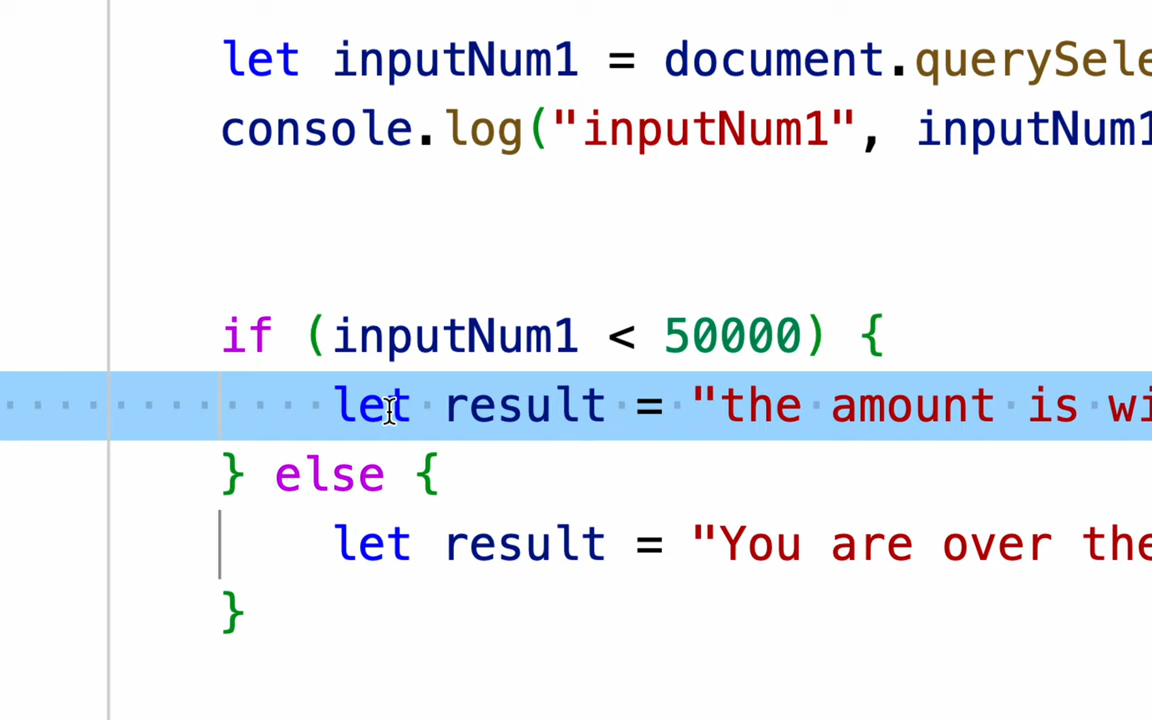 let inputNum1 = document.querySele
console.log("inputNum1", inputNum1
if (inputNum1 < 50000) {
let result = "the amount is wi
} else {
let result = "You are over the
}